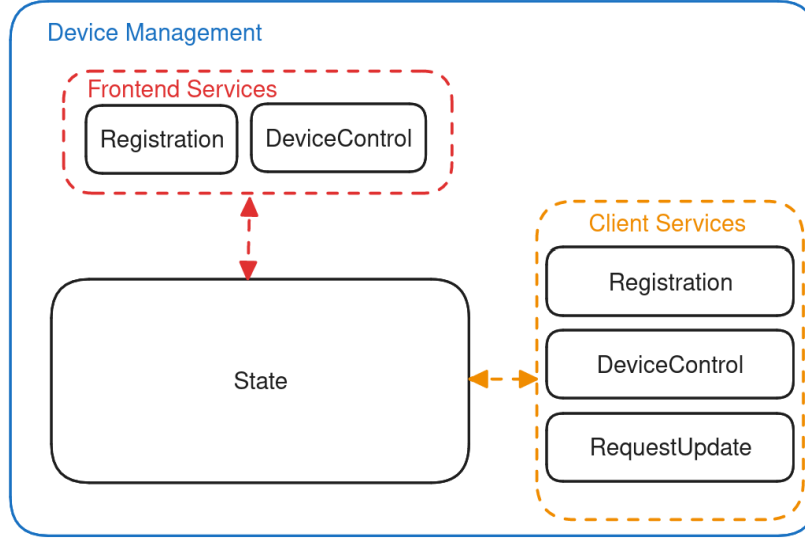 Device Management
Frontend Services
Registration
DeviceControl
Client Services
Registration
DeviceControl
RequestUpdate
State